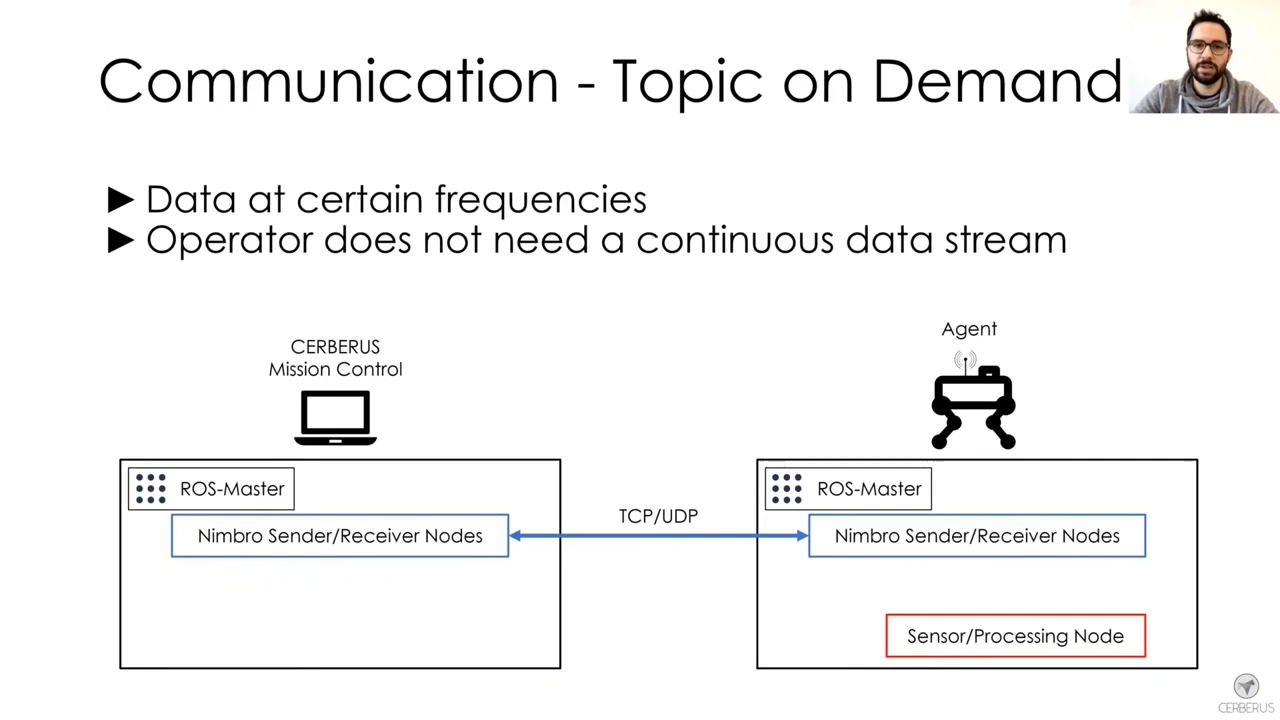 Communication - Topic on Demand
► Data at certain frequencies
► Operator does not need a continuous data stream
CERBERUS
Mission Control
Agent
ROS-Master
Nimbro Sender/Receiver Nodes
TCP/UDP
ROS-Master
Nimbro Sender/Receiver Nodes
Sensor/Processing Node
CERBERUS